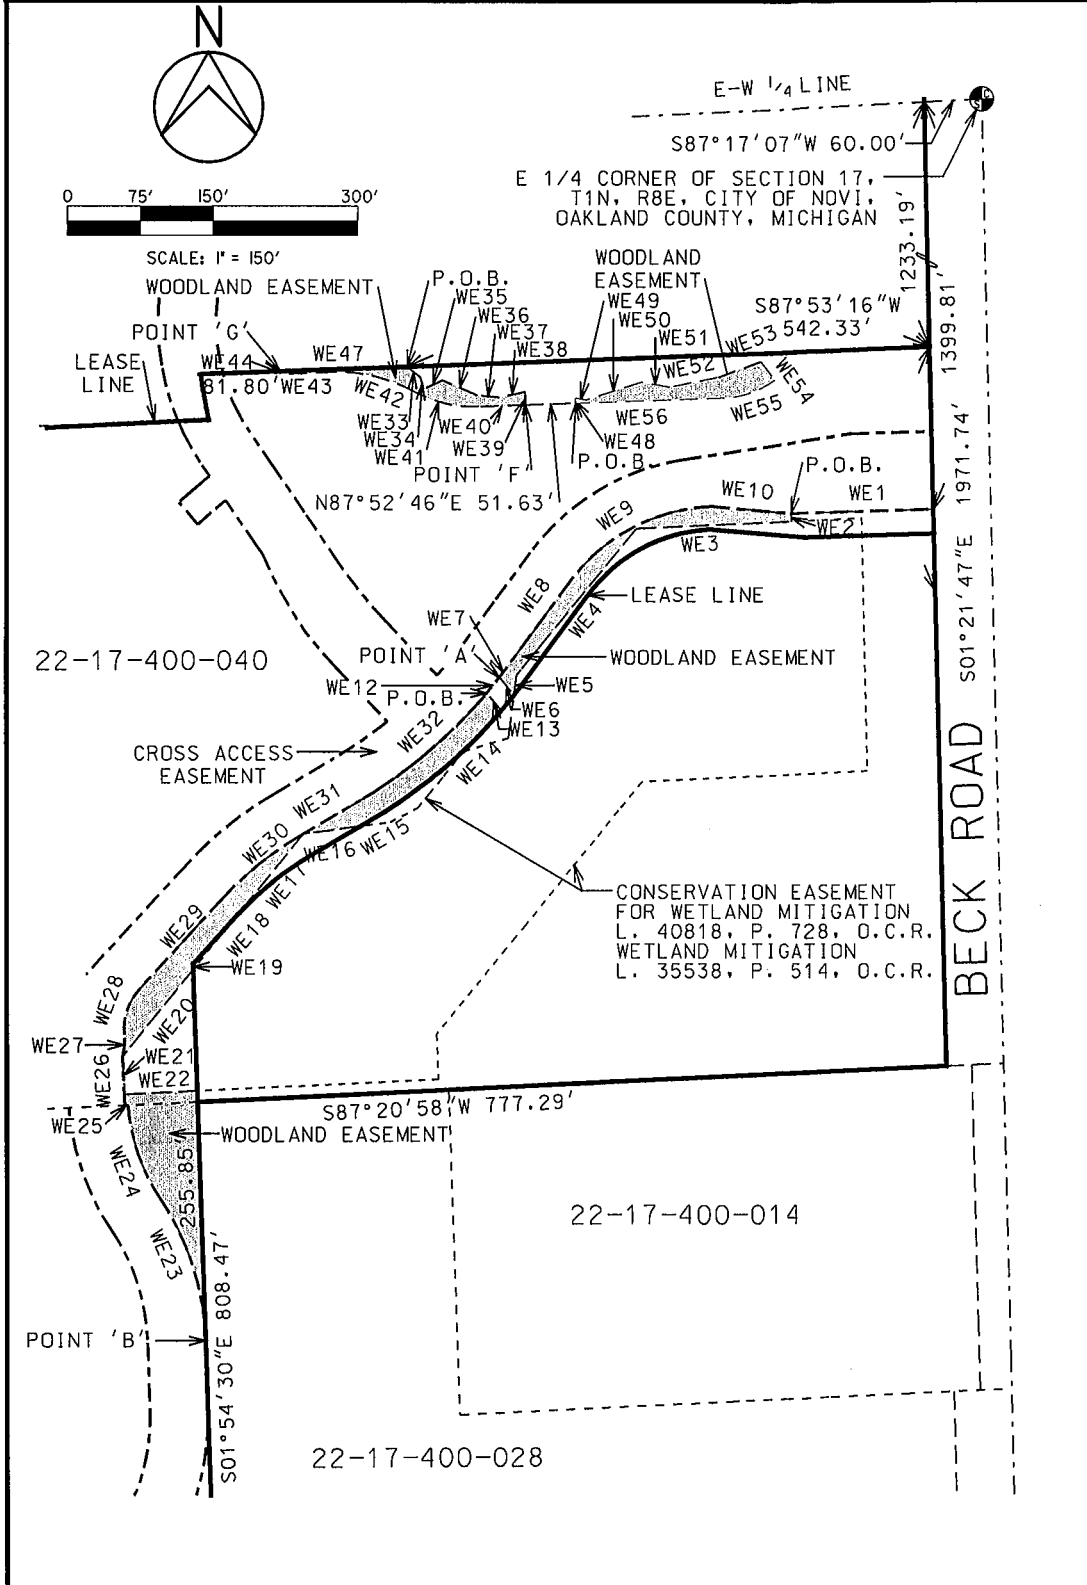 N
E-W 1/4 LINE
S87°17'07"W 60.00'
E 1/4 CORNER OF SECTION 17,
T1N, R8E, CITY OF NOVI,
OAKLAND COUNTY, MICHIGAN
0 75' 150' 300'
SCALE: 1" = 150'
1233.19'
1399.81'
WOODLAND EASEMENT
P.O.B.
WOODLAND
EASEMENT
POINT 'G'
WE35
WE36
WE37
WE38
WE49
WE50
WE51
WE52
WE53
S87°53'16"W
542.33'
LEASE
LINE
WE44
81.80'
WE43
WE47
WE42
WE33
WE34
WE41
WE40
WE39
POINT 'F'
N87°52'46"E 51.63'
WE56
WE48
P.O.B.
WE54
WE55
P.O.B.
WE1
WE2
WE10
WE9
WE3
WE8
WE4
LEASE LINE
WE7
POINT 'A'
WOODLAND EASEMENT
WE12
P.O.B.
WE5
WE6
WE13
WE14
WE32
22-17-400-040
CROSS ACCESS
EASEMENT
WE31
WE30
WE15
WE16
WE17
WE18
WE29
WE19
WE28
WE20
WE27
WE26
WE21
WE22
WE25
CONSERVATION EASEMENT
FOR WETLAND MITIGATION
L. 40818, P. 728, O.C.R.
WETLAND MITIGATION
L. 35538, P. 514, O.C.R.
S01°21'47"E 1971.74'
BECK ROAD
S87°20'58"W 777.29'
WOODLAND EASEMENT
WE24
255.85'
WE23
22-17-400-014
POINT 'B'
S01°54'30"E 808.47'
22-17-400-028